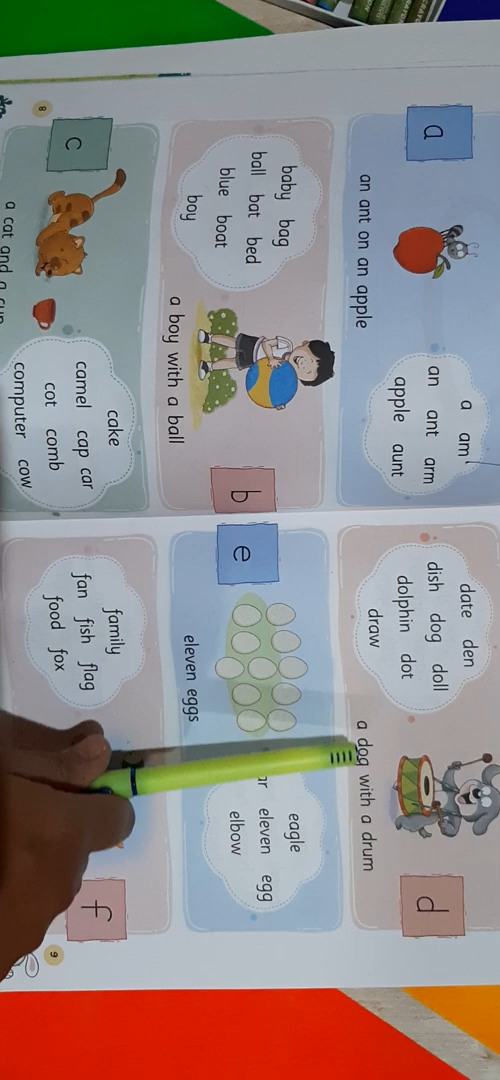 a
an ant on an apple
a am
an ant arm
apple aunt
baby bag
ball bat bed
blue boat
boy
a boy with a ball
b
c
a cat and a cup
cake
camel cap car
cot comb
computer cow
8
date den
dish dog doll
dolphin dot
draw
a dog with a drum
d
e
eleven eggs
eagle
eleven egg
elbow
family
fan fish flag
food fox
f
9